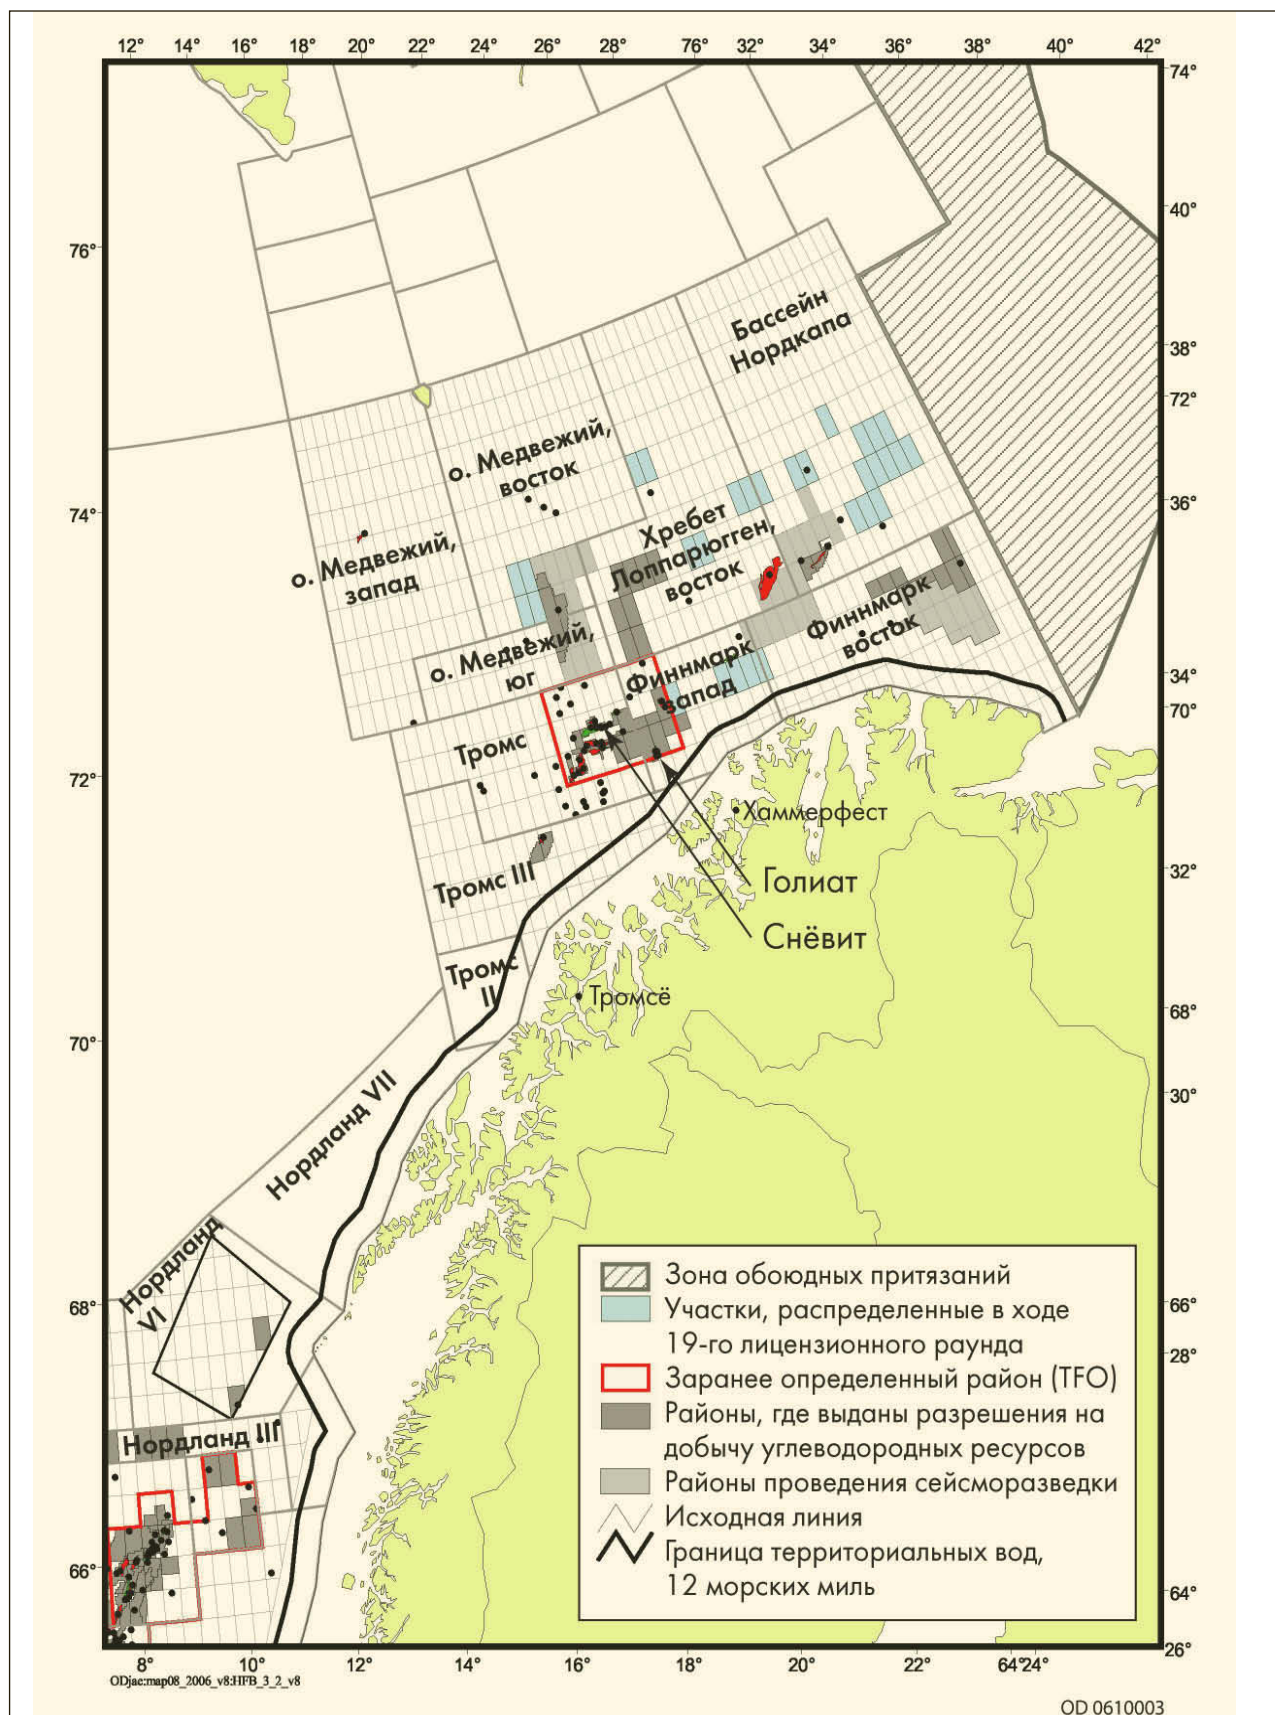 12° 14° 16° 20° 22° 24° 26° 28° 76° 32° 34° 36° 38° 40° 42°
74°
40°
76°
Бассейн
Нордкапа
38°
72°
о. Медвежий,
восток
36°
74°
Хребет
Лоппарюгген,
восток
о. Медвежий,
запад
Финнмарк
восток
о. Медвежий,
юг
Финнмарк
запад
34°
70°
Тромс
72°
Хаммерфест
32°
Голиат
Тромс III
Снёвит
Тромс
II
Тромсё
68°
70°
30°
Нордланд VII
Нордланд
VI
68°
66°
28°
Нордланд III
66°
64°
26°
Зона обоюдных притязаний
Участки, распределенные в ходе
19-го лицензионного раунда
Заранее определенный район (TFO)
Районы, где выданы разрешения на
добычу углеводородных ресурсов
Районы проведения сейсморазведки
Исходная линия
Граница территориальных вод,
12 морских миль
8° 10° 12° 14° 16° 18° 20° 22° 64°24°
ODjac:map08_2006_v8:HFB_3_2_v8
OD 0610003